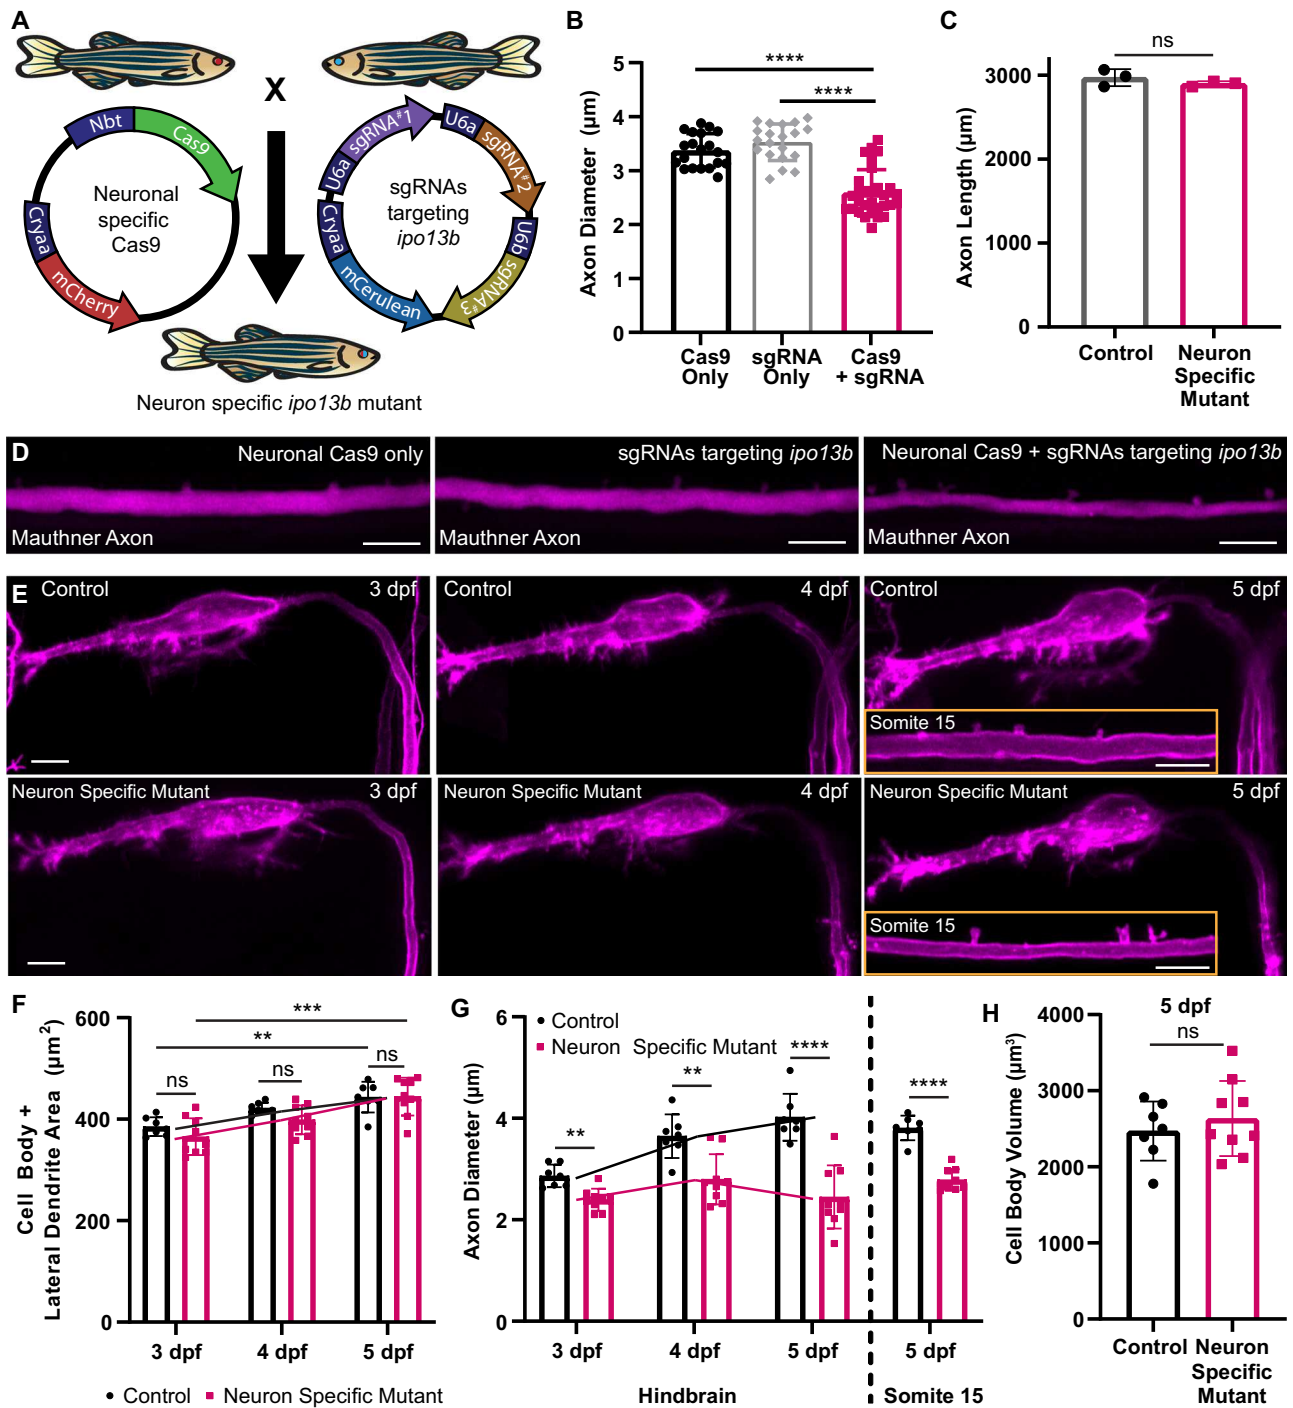 A
X
Nbt
Cas9
Cryaa
mCherry
Neuronal
specific
Cas9
U6a
sgRNA#1
U6a
sgRNA#2
U6b
sgRNA#3
Cryaa
mCerulean
sgRNAs
targeting
ipo13b
Neuron specific ipo13b mutant
B
****
****
Axon Diameter (µm)
5
4
3
2
1
0
Cas9
Only
sgRNA
Only
Cas9
+ sgRNA
C
ns
Axon Length (µm)
3000
2000
1000
0
Control
Neuron
Specific
Mutant
D
Neuronal Cas9 only
Mauthner Axon
sgRNAs targeting ipo13b
Mauthner Axon
Neuronal Cas9 + sgRNAs targeting ipo13b
Mauthner Axon
E
Control
3 dpf
Control
4 dpf
Control
5 dpf
Somite 15
Neuron Specific Mutant
3 dpf
Neuron Specific Mutant
4 dpf
Neuron Specific Mutant
5 dpf
Somite 15
F
***
**
ns
ns
ns
Cell Body +
Lateral Dendrite Area (µm²)
600
400
200
0
3 dpf
4 dpf
5 dpf
Control
Neuron Specific Mutant
G
Control
Neuron Specific Mutant
**
**
****
****
Axon Diameter (µm)
6
4
2
0
3 dpf
4 dpf
5 dpf
5 dpf
Hindbrain
Somite 15
H
5 dpf
ns
Cell Body Volume (µm³)
4000
3000
2000
1000
0
Control
Neuron
Specific
Mutant